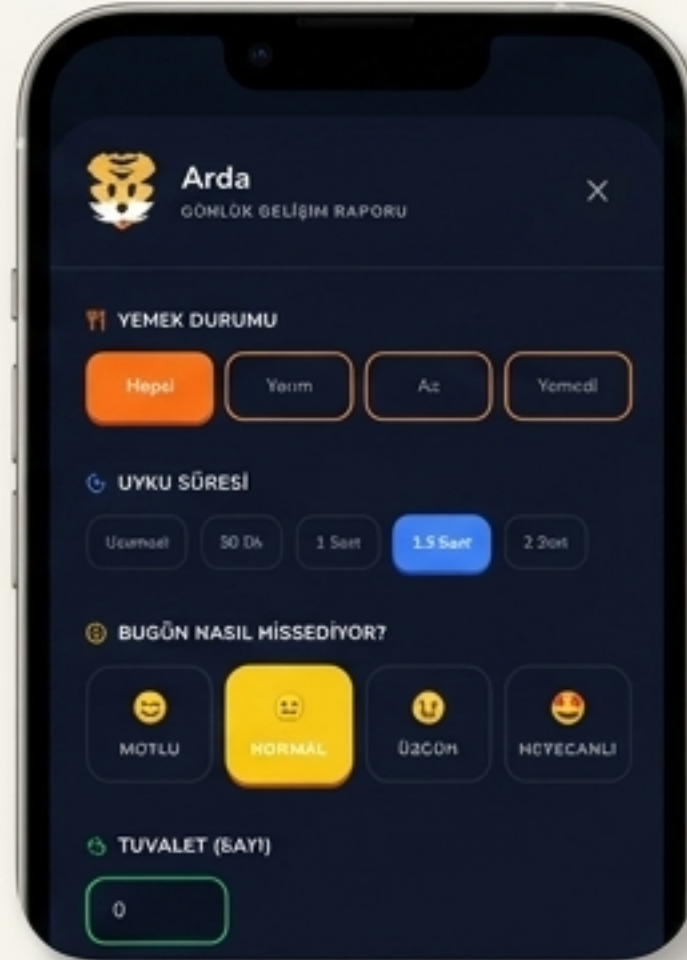 Arda
GÜNLÜK GELİŞİM RAPORU
YEMEK DURUMU
Hepsi Yarım Az Yemedi
UYKU SÜRESİ
30 Dk 1 Saat 1.5 Saat 2 Saat
BUGÜN NASIL HİSSEDİYOR?
MUTLU NORMAL ÜZGÜN HEYECANLI
TUVALET (SAYI)
0